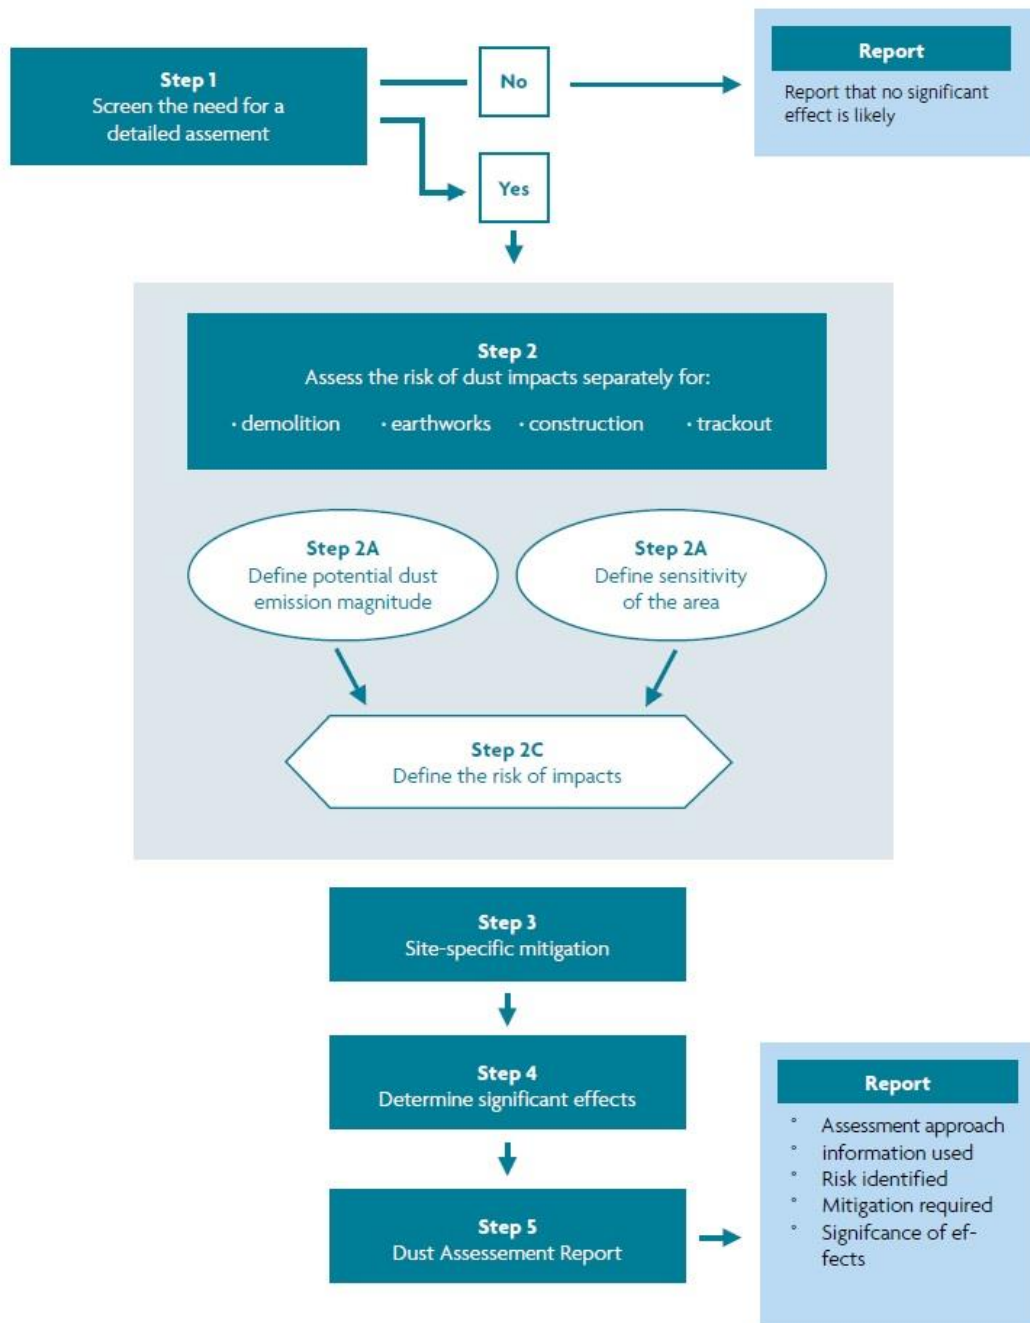 Step 1
Screen the need for a
detailed assement
No
Report
Report that no significant
effect is likely
Yes
Step 2
Assess the risk of dust impacts separately for:
· demolition · earthworks · construction · trackout
Step 2A
Define potential dust
emission magnitude
Step 2A
Define sensitivity
of the area
Step 2C
Define the risk of impacts
Step 3
Site-specific mitigation
Step 4
Determine significant effects
Step 5
Dust Assessement Report
Report
° Assessment approach
° information used
° Risk identified
° Mitigation required
° Signifcance of ef-
fects